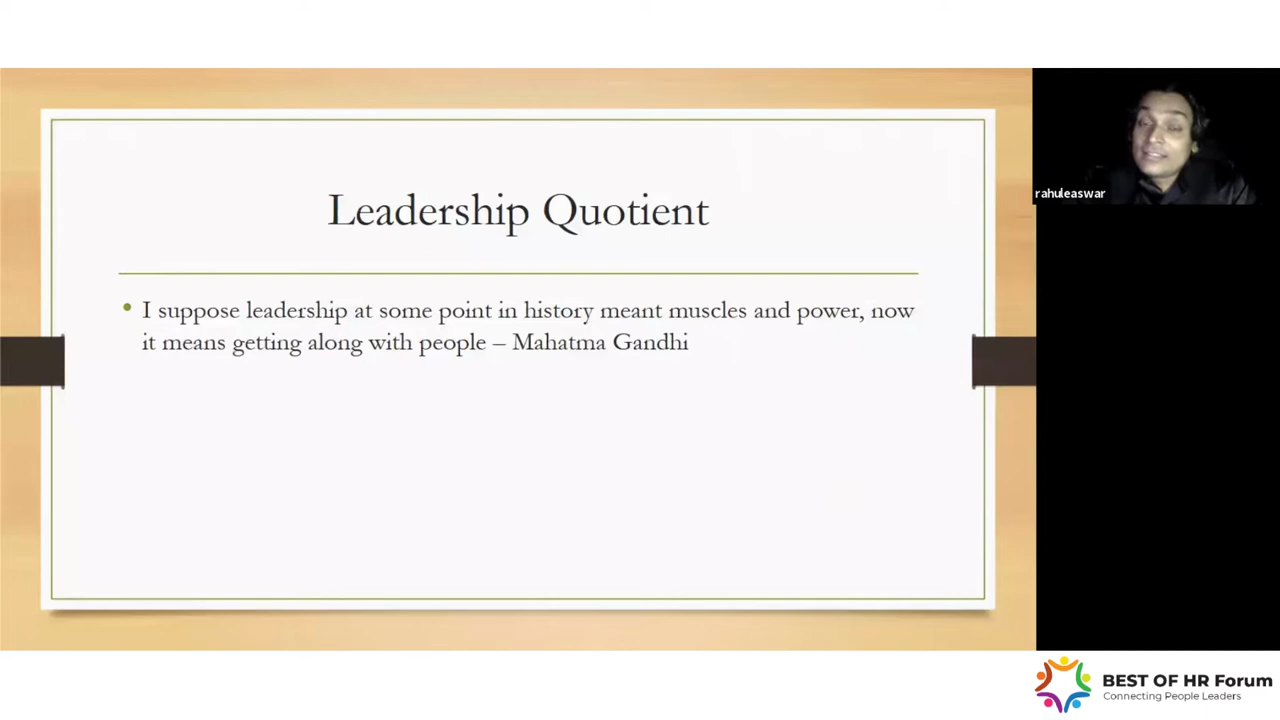 Leadership Quotient
• I suppose leadership at some point in history meant muscles and power, now
it means getting along with people – Mahatma Gandhi
rahuleaswar
BEST OF HR Forum
Connecting People Leaders